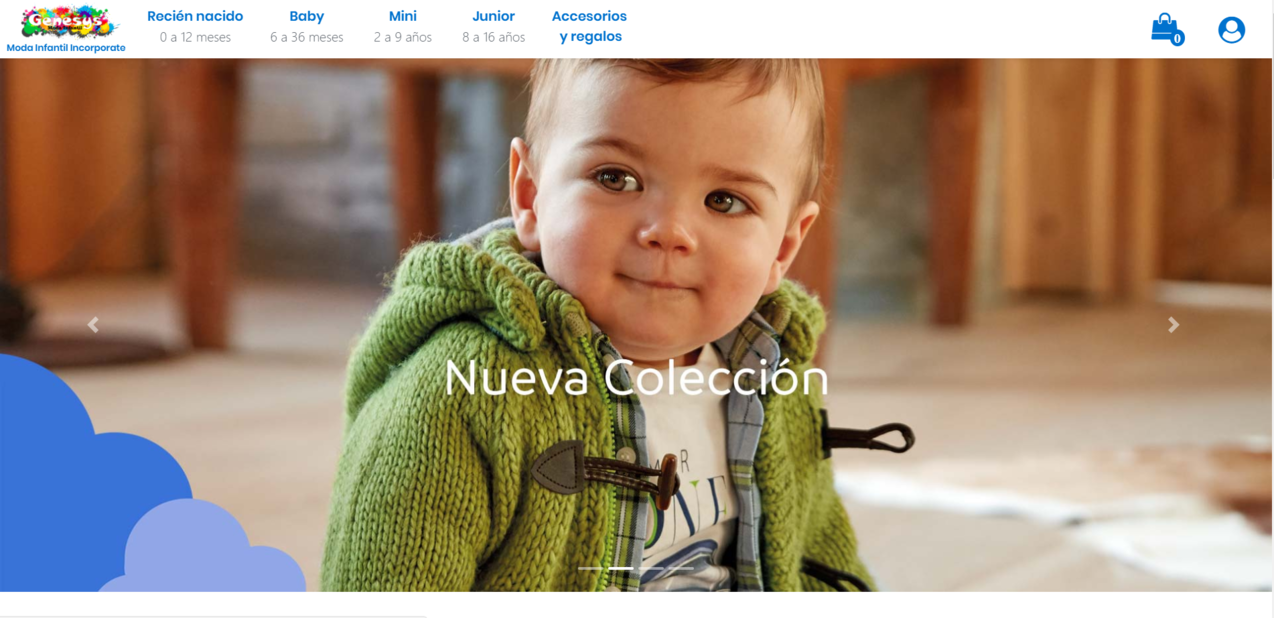 Genesus
Moda Infantil Incorporate
Recién nacido
0 a 12 meses
Baby
6 a 36 meses
Mini
2 a 9 años
Junior
8 a 16 años
Accesorios
y regalos
0
Nueva Colección